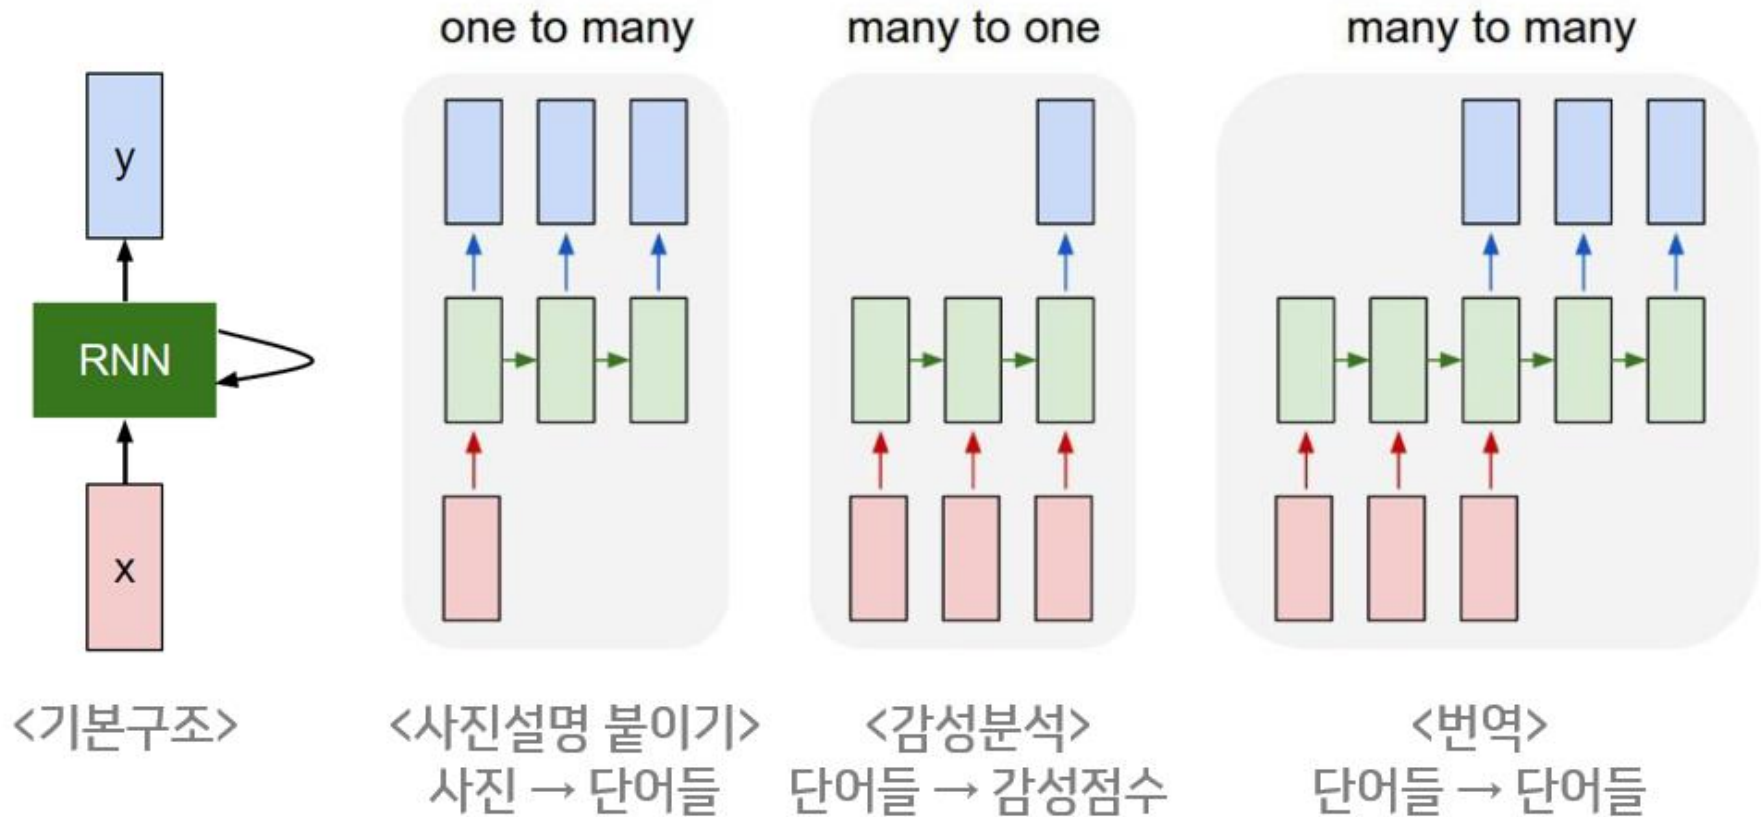 one to many
many to one
many to many
y
RNN
x
<기본구조>
<사진설명 붙이기>
사진 → 단어들
<감성분석>
단어들 → 감성점수
<번역>
단어들 → 단어들